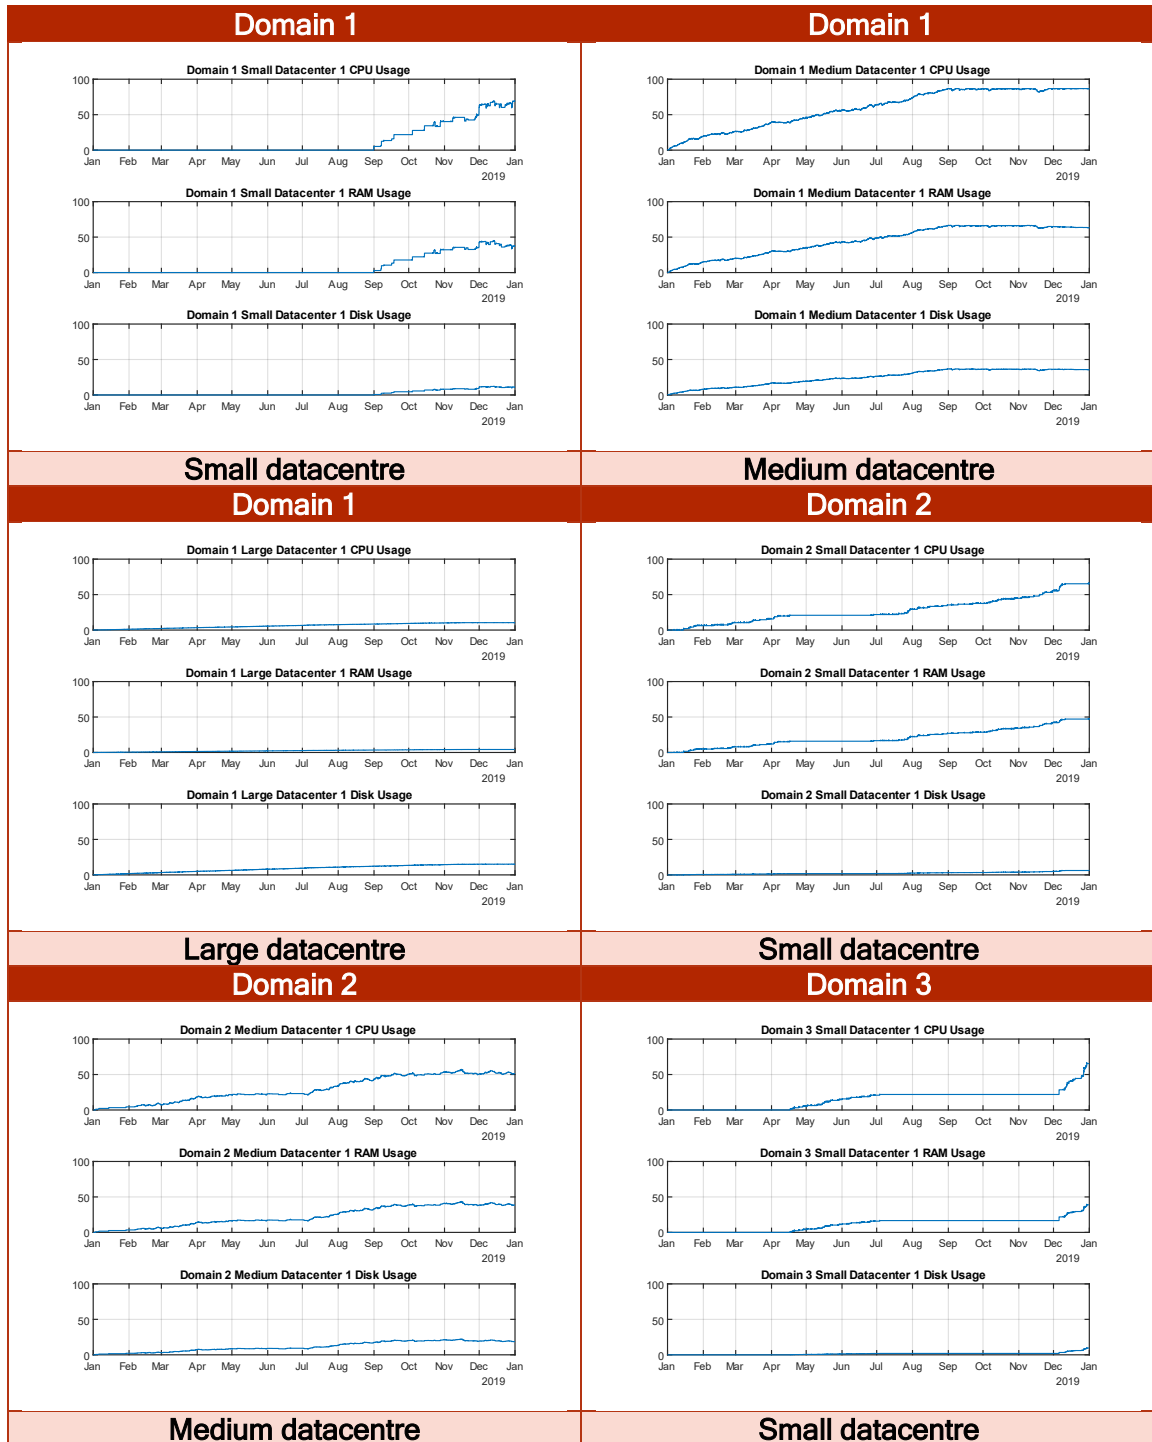 Domain 1
Domain 1
Domain 1 Small Datacenter 1 CPU Usage
100
50
0
Jan Feb Mar Apr May Jun Jul Aug Sep Oct Nov Dec Jan
2019
Domain 1 Small Datacenter 1 RAM Usage
100
50
0
Jan Feb Mar Apr May Jun Jul Aug Sep Oct Nov Dec Jan
2019
Domain 1 Small Datacenter 1 Disk Usage
100
50
0
Jan Feb Mar Apr May Jun Jul Aug Sep Oct Nov Dec Jan
2019
Domain 1 Medium Datacenter 1 CPU Usage
100
50
0
Jan Feb Mar Apr May Jun Jul Aug Sep Oct Nov Dec Jan
2019
Domain 1 Medium Datacenter 1 RAM Usage
100
50
0
Jan Feb Mar Apr May Jun Jul Aug Sep Oct Nov Dec Jan
2019
Domain 1 Medium Datacenter 1 Disk Usage
100
50
0
Jan Feb Mar Apr May Jun Jul Aug Sep Oct Nov Dec Jan
2019
Small datacentre
Medium datacentre
Domain 1
Domain 2
Domain 1 Large Datacenter 1 CPU Usage
100
50
0
Jan Feb Mar Apr May Jun Jul Aug Sep Oct Nov Dec Jan
2019
Domain 1 Large Datacenter 1 RAM Usage
100
50
0
Jan Feb Mar Apr May Jun Jul Aug Sep Oct Nov Dec Jan
2019
Domain 1 Large Datacenter 1 Disk Usage
100
50
0
Jan Feb Mar Apr May Jun Jul Aug Sep Oct Nov Dec Jan
2019
Domain 2 Small Datacenter 1 CPU Usage
100
50
0
Jan Feb Mar Apr May Jun Jul Aug Sep Oct Nov Dec Jan
2019
Domain 2 Small Datacenter 1 RAM Usage
100
50
0
Jan Feb Mar Apr May Jun Jul Aug Sep Oct Nov Dec Jan
2019
Domain 2 Small Datacenter 1 Disk Usage
100
50
0
Jan Feb Mar Apr May Jun Jul Aug Sep Oct Nov Dec Jan
2019
Large datacentre
Small datacentre
Domain 2
Domain 3
Domain 2 Medium Datacenter 1 CPU Usage
100
50
0
Jan Feb Mar Apr May Jun Jul Aug Sep Oct Nov Dec Jan
2019
Domain 2 Medium Datacenter 1 RAM Usage
100
50
0
Jan Feb Mar Apr May Jun Jul Aug Sep Oct Nov Dec Jan
2019
Domain 2 Medium Datacenter 1 Disk Usage
100
50
0
Jan Feb Mar Apr May Jun Jul Aug Sep Oct Nov Dec Jan
2019
Domain 3 Small Datacenter 1 CPU Usage
100
50
0
Jan Feb Mar Apr May Jun Jul Aug Sep Oct Nov Dec Jan
2019
Domain 3 Small Datacenter 1 RAM Usage
100
50
0
Jan Feb Mar Apr May Jun Jul Aug Sep Oct Nov Dec Jan
2019
Domain 3 Small Datacenter 1 Disk Usage
100
50
0
Jan Feb Mar Apr May Jun Jul Aug Sep Oct Nov Dec Jan
2019
Medium datacentre
Small datacentre